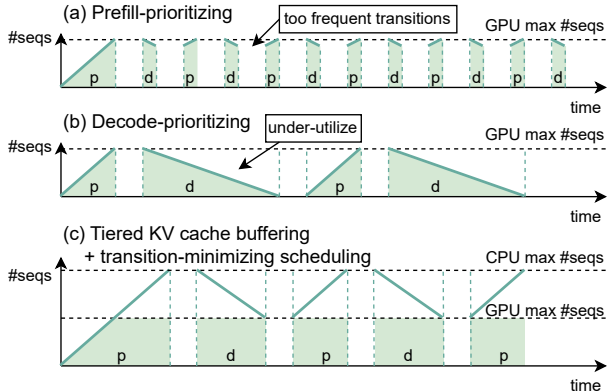 (a) Prefill-prioritizing
too frequent transitions
#seqs
GPU max #seqs
p d p d p d p d p d p d
time
(b) Decode-prioritizing
under-utilize
#seqs
GPU max #seqs
p d p d
time
(c) Tiered KV cache buffering
+ transition-minimizing scheduling
#seqs
CPU max #seqs
GPU max #seqs
p d p d p
time